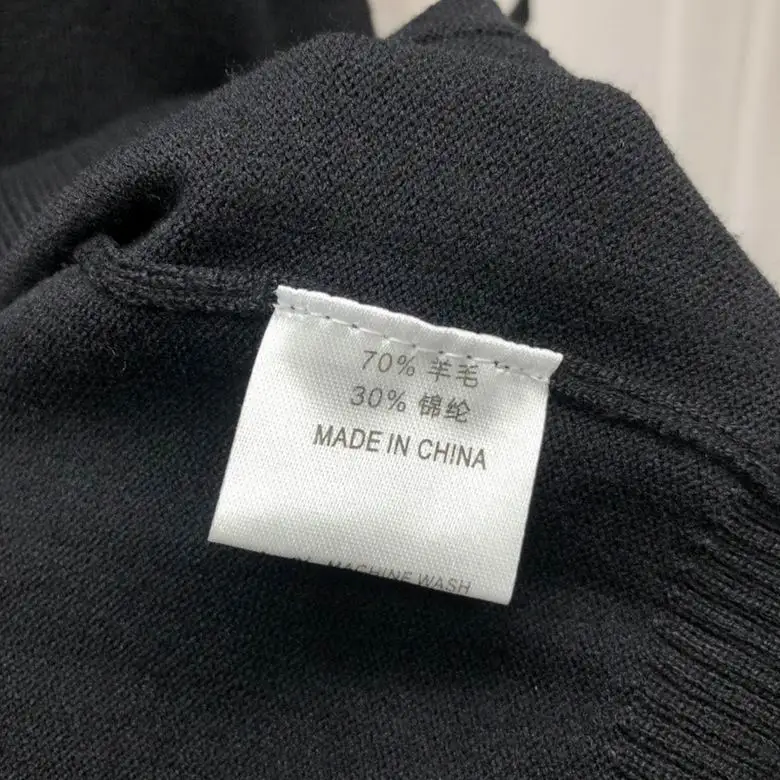 70% 羊毛
30% 锦纶
MADE IN CHINA
MACHINE WASH